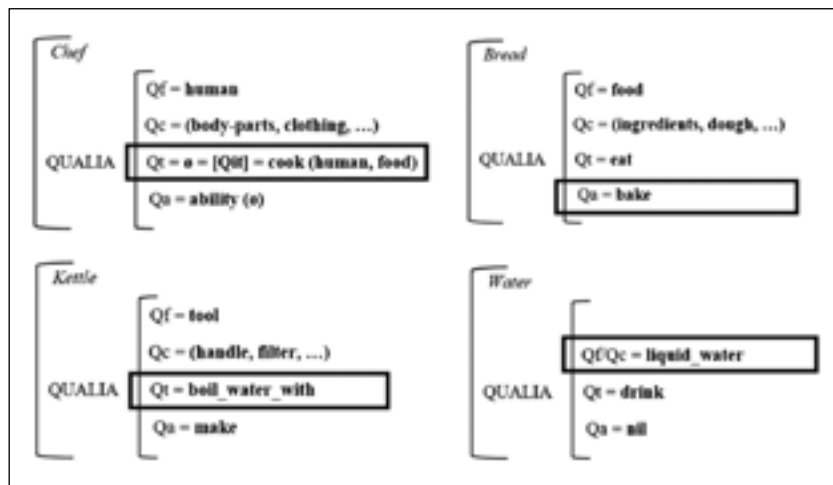 Chef
Qf = human
Qc = (body-parts, clothing, …)
QUALIA
Qt = = = cook (human, food)
Qa = ability
Bread
Qf = food
Qc = (ingredients, dough, …)
QUALIA
Qt = eat
Qa = bake
Kettle
Qf = tool
Qc = (handle, filter, …)
QUALIA
Qt = boil_water_with
Qa = make
Water
Qf/Qc = liquid_water
QUALIA
Qt = drink
Qa = nil